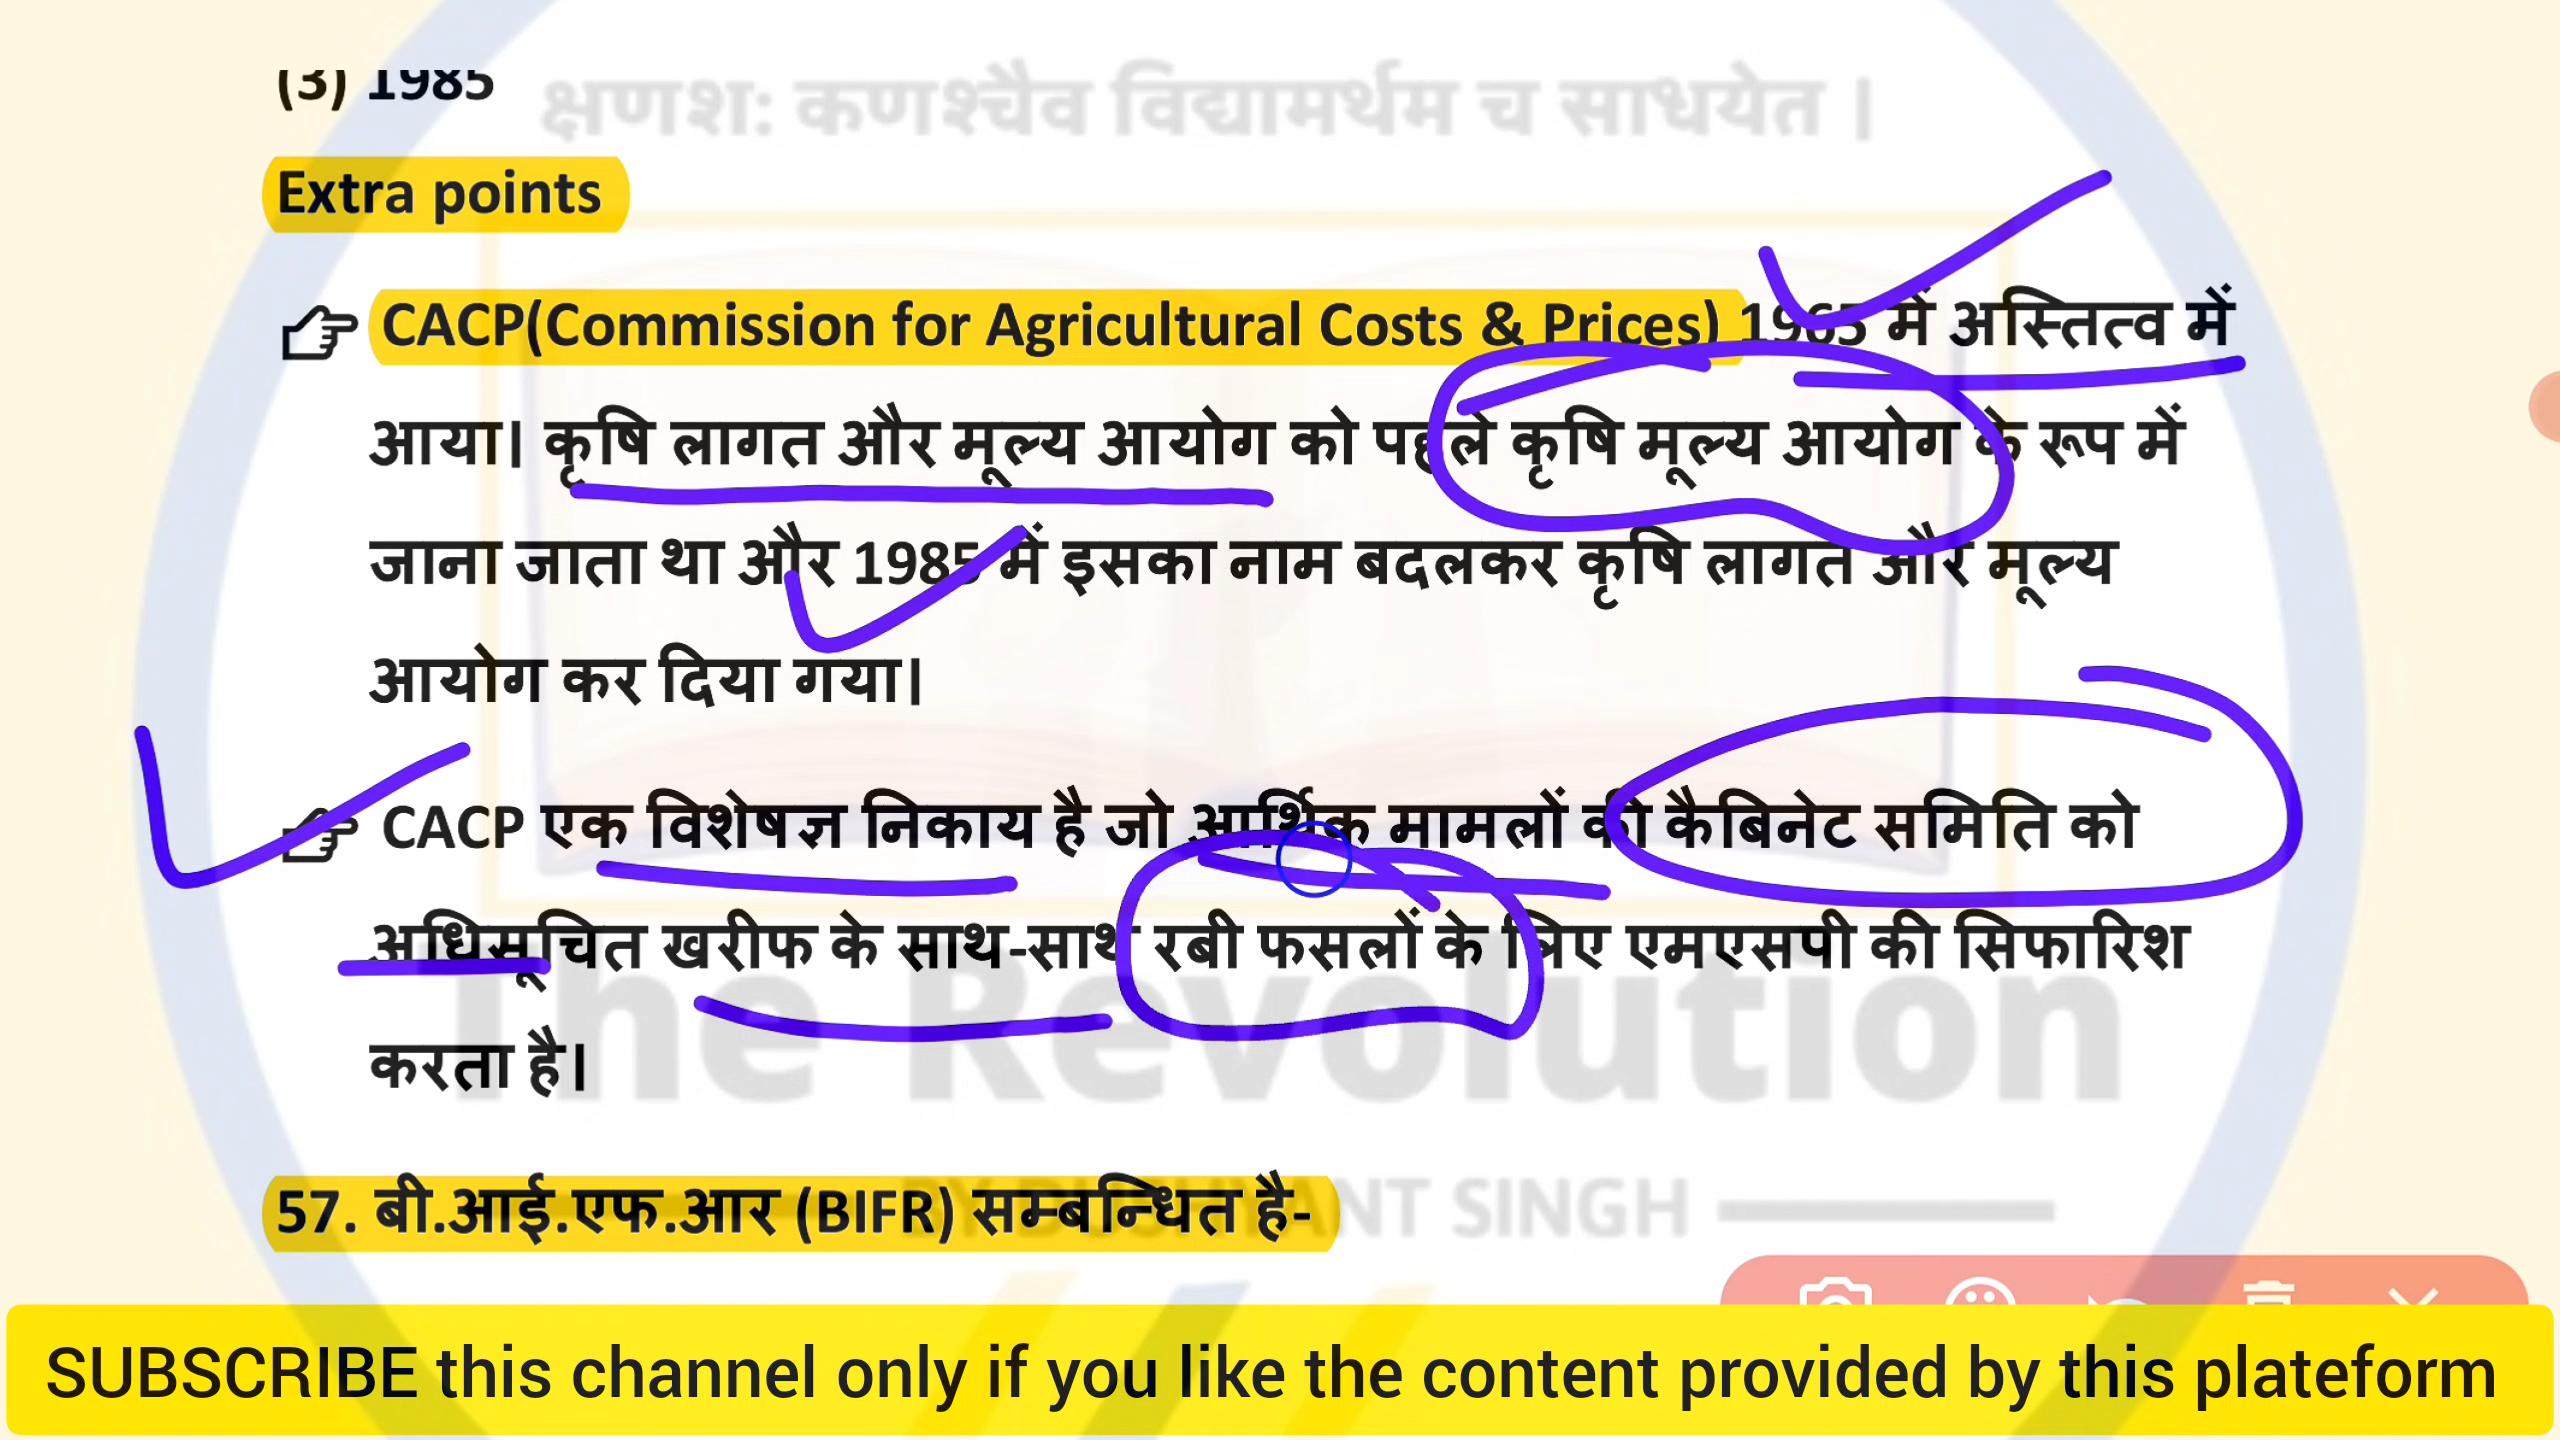 (3) 1985
क्षणश: कणश्चैव विद्यामर्थम च साधयेत ।
Extra points
CACP(Commission for Agricultural Costs & Prices) 1965 में अस्तित्व में
आया। कृषि लागत और मूल्य आयोग को पहले कृषि मूल्य आयोग के रूप में
जाना जाता था और 1985 में इसका नाम बदलकर कृषि लागत और मूल्य
आयोग कर दिया गया।
CACP एक विशेषज्ञ निकाय है जो आर्थिक मामलों की कैबिनेट समिति को
अधिसूचित खरीफ के साथ-साथ रबी फसलों के लिए एमएसपी की सिफारिश
The Revolution
करता है।
57. बी.आई.एफ.आर (BIFR) सम्बन्धित है-
BY DUSHYANT SINGH
SUBSCRIBE this channel only if you like the content provided by this plateform